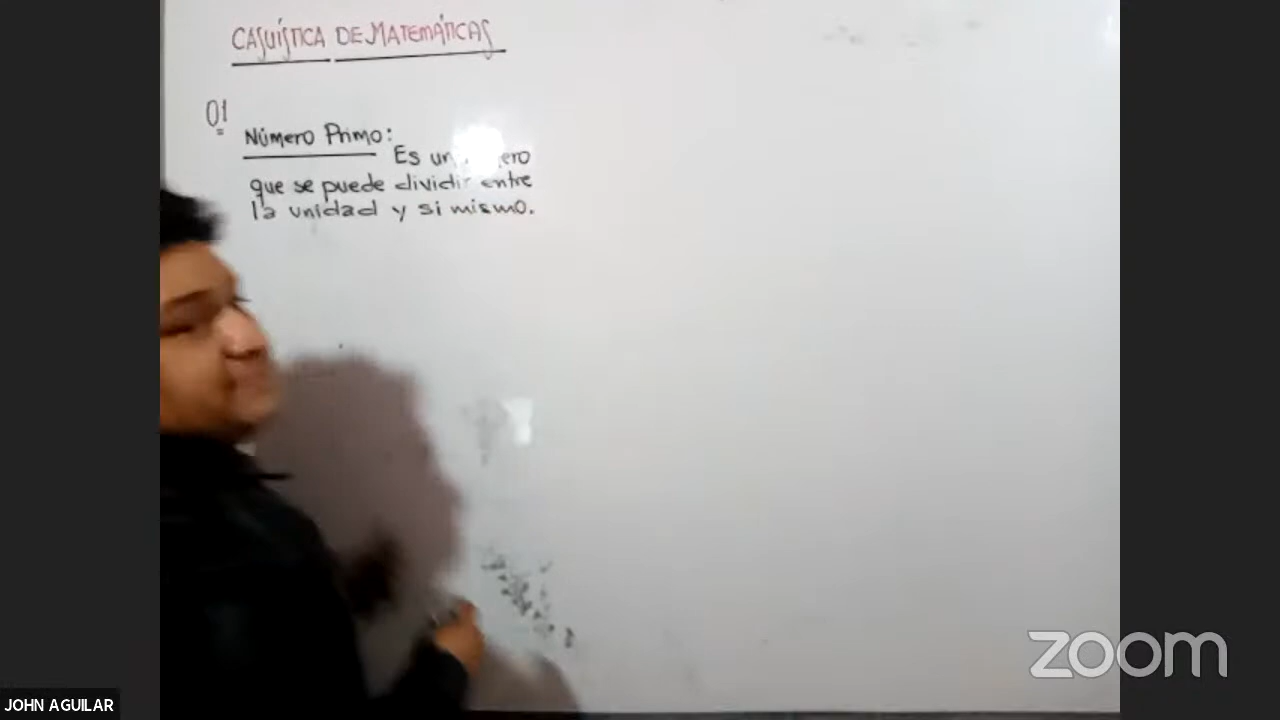 CASUÍSTICA DE MATEMÁTICAS
01
Número Primo:
Es un
que se puede dividir entre
la unidad y si mismo.
zoom
JOHN AGUILAR